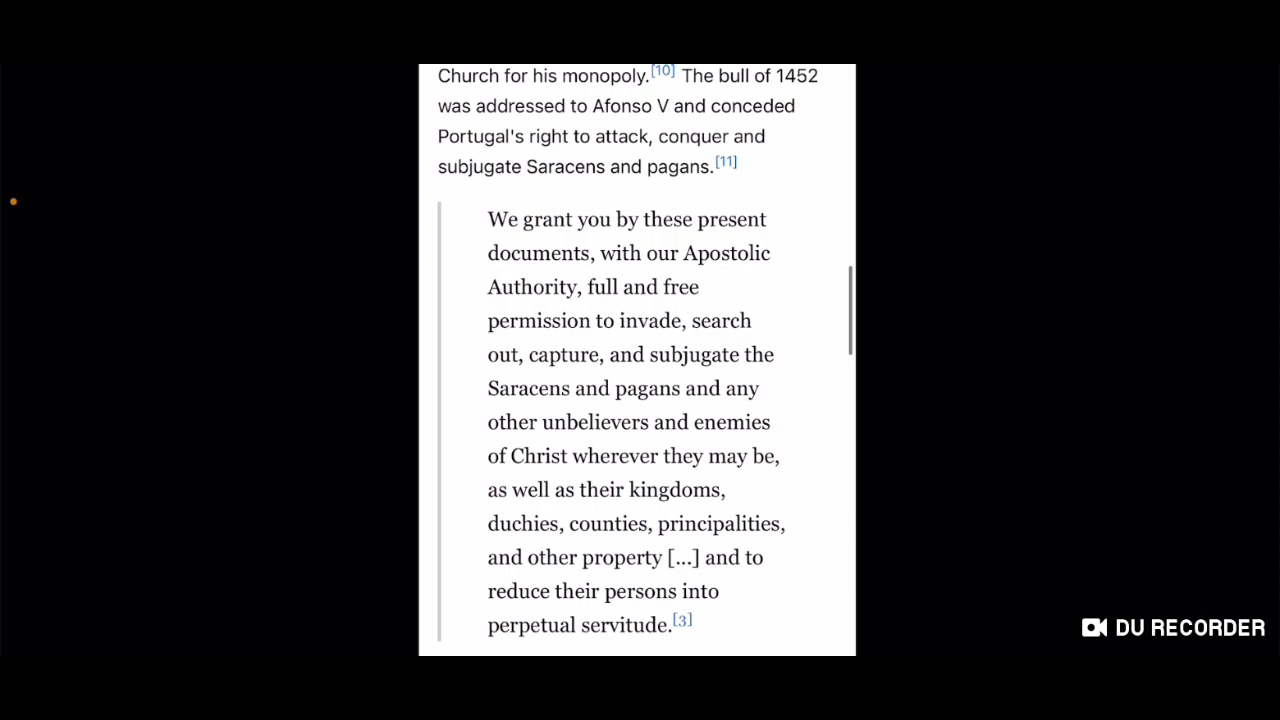 Church for his monopoly.[10] The bull of 1452
was addressed to Afonso V and conceded
Portugal's right to attack, conquer and
subjugate Saracens and pagans.[11]
We grant you by these present
documents, with our Apostolic
Authority, full and free
permission to invade, search
out, capture, and subjugate the
Saracens and pagans and any
other unbelievers and enemies
of Christ wherever they may be,
as well as their kingdoms,
duchies, counties, principalities,
and other property [...] and to
reduce their persons into
perpetual servitude.[3]
DU RECORDER